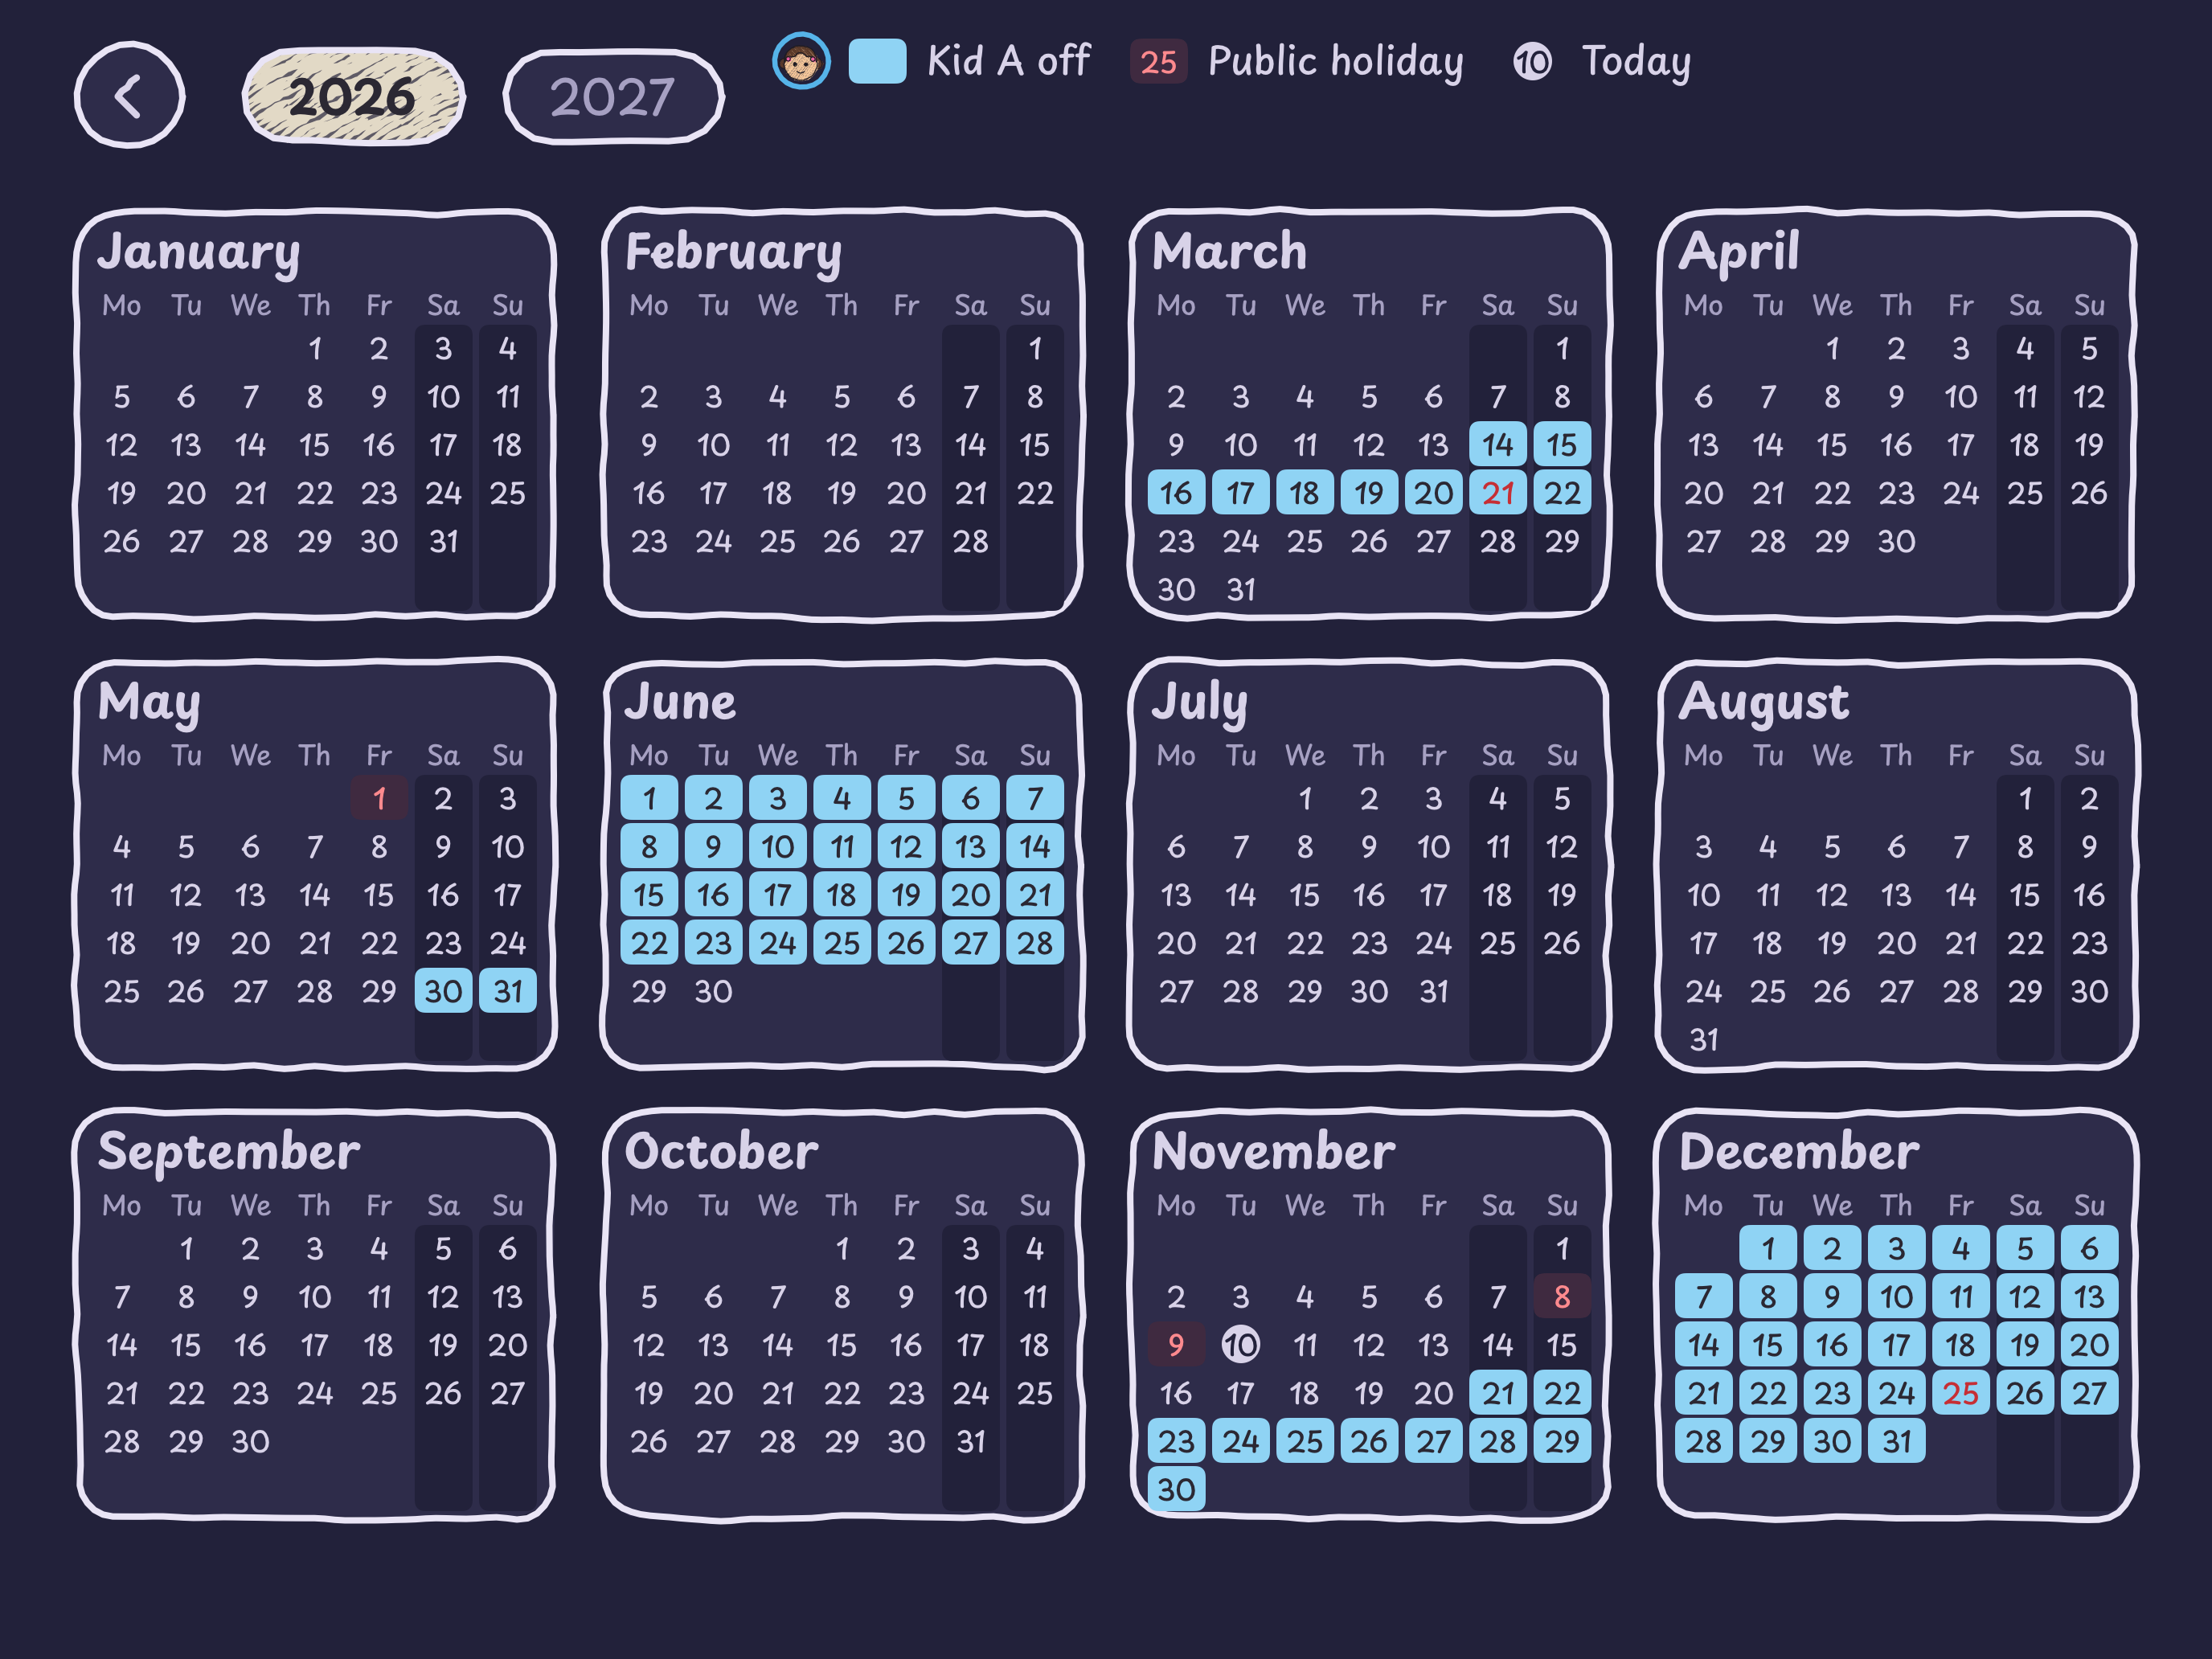 2026 2027 Kid A off 25 Public holiday 10 Today
January
Mo Tu We Th Fr Sa Su
1 2 3 4
5 6 7 8 9 10 11
12 13 14 15 16 17 18
19 20 21 22 23 24 25
26 27 28 29 30 31
February
Mo Tu We Th Fr Sa Su
1
2 3 4 5 6 7 8
9 10 11 12 13 14 15
16 17 18 19 20 21 22
23 24 25 26 27 28
March
Mo Tu We Th Fr Sa Su
1
2 3 4 5 6 7 8
9 10 11 12 13 14 15
16 17 18 19 20 21 22
23 24 25 26 27 28 29
30 31
April
Mo Tu We Th Fr Sa Su
1 2 3 4 5
6 7 8 9 10 11 12
13 14 15 16 17 18 19
20 21 22 23 24 25 26
27 28 29 30
May
Mo Tu We Th Fr Sa Su
1 2 3
4 5 6 7 8 9 10
11 12 13 14 15 16 17
18 19 20 21 22 23 24
25 26 27 28 29 30 31
June
Mo Tu We Th Fr Sa Su
1 2 3 4 5 6 7
8 9 10 11 12 13 14
15 16 17 18 19 20 21
22 23 24 25 26 27 28
29 30
July
Mo Tu We Th Fr Sa Su
1 2 3 4 5
6 7 8 9 10 11 12
13 14 15 16 17 18 19
20 21 22 23 24 25 26
27 28 29 30 31
August
Mo Tu We Th Fr Sa Su
1 2
3 4 5 6 7 8 9
10 11 12 13 14 15 16
17 18 19 20 21 22 23
24 25 26 27 28 29 30
31
September
Mo Tu We Th Fr Sa Su
1 2 3 4 5 6
7 8 9 10 11 12 13
14 15 16 17 18 19 20
21 22 23 24 25 26 27
28 29 30
October
Mo Tu We Th Fr Sa Su
1 2 3 4
5 6 7 8 9 10 11
12 13 14 15 16 17 18
19 20 21 22 23 24 25
26 27 28 29 30 31
November
Mo Tu We Th Fr Sa Su
1
2 3 4 5 6 7 8
9 10 11 12 13 14 15
16 17 18 19 20 21 22
23 24 25 26 27 28 29
30
December
Mo Tu We Th Fr Sa Su
1 2 3 4 5 6
7 8 9 10 11 12 13
14 15 16 17 18 19 20
21 22 23 24 25 26 27
28 29 30 31